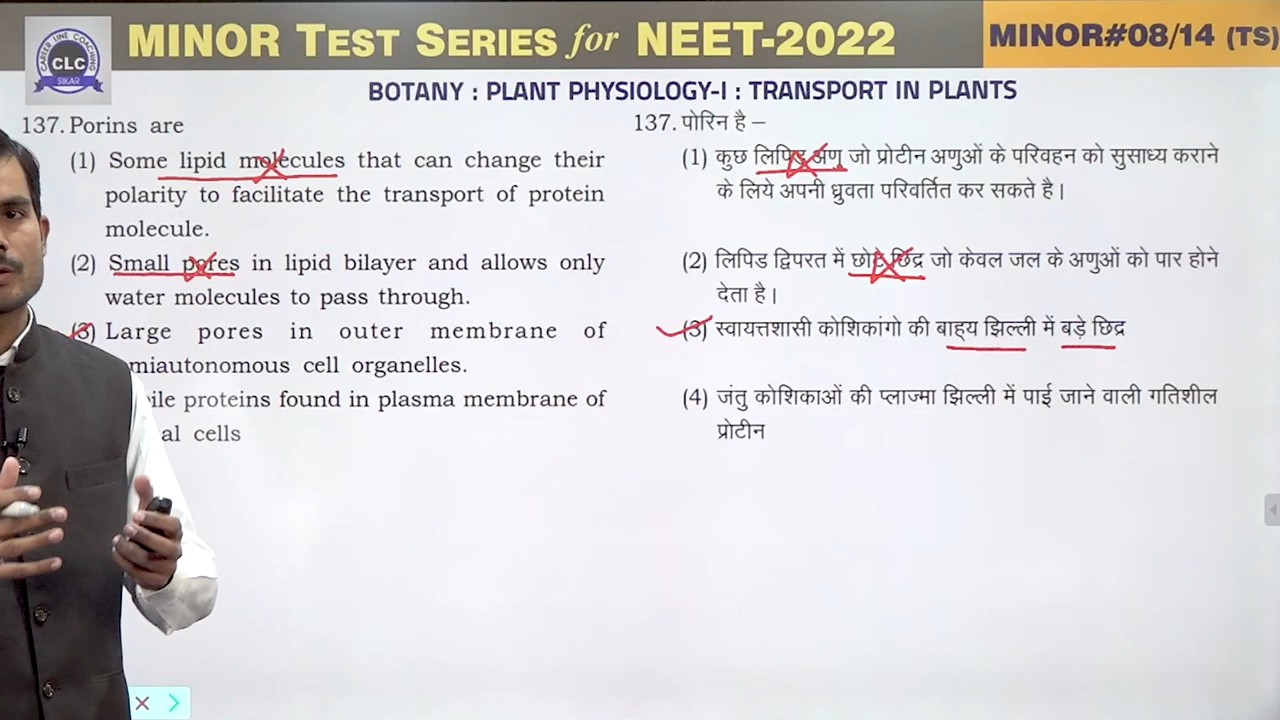 CAREER LINE COACHING
CLC
SIKAR
MINOR TEST SERIES for NEET-2022
MINOR#08/14 (TS)
BOTANY : PLANT PHYSIOLOGY-I : TRANSPORT IN PLANTS
137. Porins are
(1) Some lipid molecules that can change their
polarity to facilitate the transport of protein
molecule.
(2) Small pores in lipid bilayer and allows only
water molecules to pass through.
(3) Large pores in outer membrane of
miautonomous cell organelles.
ile proteins found in plasma membrane of
al cells
137. पोरिन है –
(1) कुछ लिपिड अणु जो प्रोटीन अणुओं के परिवहन को सुसाध्य कराने
के लिये अपनी ध्रुवता परिवर्तित कर सकते है।
(2) लिपिड द्विपरत में छोटे छिद्र जो केवल जल के अणुओं को पार होने
देता है।
(3) स्वायत्तशासी कोशिकांगो की बाह्य झिल्ली में बड़े छिद्र
(4) जंतु कोशिकाओं की प्लाज्मा झिल्ली में पाई जाने वाली गतिशील
प्रोटीन